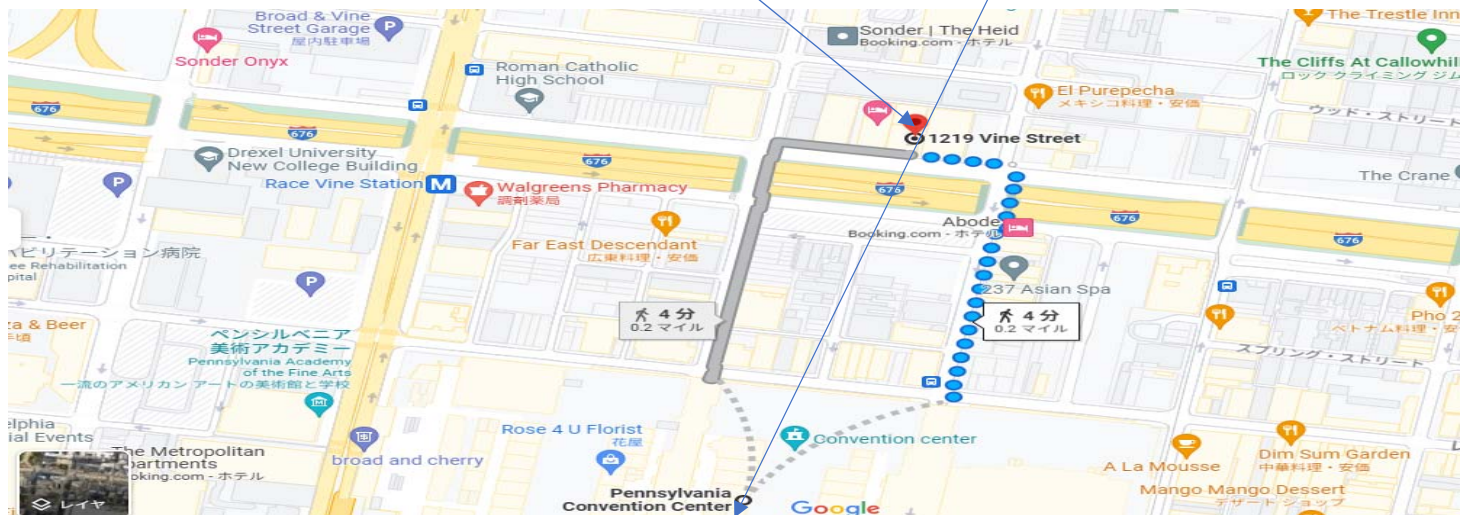 Broad & Vine
Street Garage
屋内駐車場
Sonder Onyx
Roman Catholic
High School
Sonder | The Heid
Booking.com - ホテル
The Trestle Inn
The Cliffs At Callowhill
ロック クライミング ジム
El Purepecha
メキシコ料理・安価
ウッド・ストリート
676
676
676
676
676
676
1219 Vine Street
Drexel University
New College Building
Race Vine Station
M
Walgreens Pharmacy
調剤薬局
The Crane
Abode
Booking.com - ホテル
Far East Descendant
広東料理・安価
ハビリテーション病院
ee Rehabilitation
pital
237 Asian Spa
4 分
0.2 マイル
4 分
0.2 マイル
za & Beer
手頃
ペンシルベニア
美術アカデミー
Pennsylvania Academy
of the Fine Arts
一流のアメリカン アートの美術館と学校
Pho 2
ベトナム料理・安
スプリング・ストリート
elphia
ial Events
The Metropolitan
partments
oking.com - ホテル
broad and cherry
Rose 4 U Florist
花屋
Convention center
A La Mousse
Dim Sum Garden
中華料理・安価
Mango Mango Dessert
デザート ショップ
Pennsylvania
Convention Center
Google
レイヤ